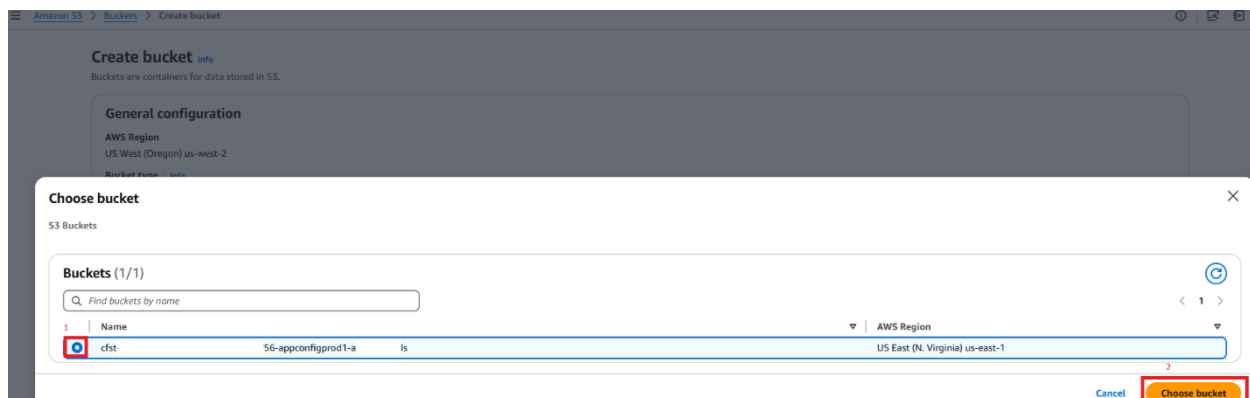 Amazon S3 > Buckets > Create bucket
Create bucket Info
Buckets are containers for data stored in S3.
General configuration
AWS Region
US West (Oregon) us-west-2
Bucket type Info
Choose bucket
S3 Buckets
Buckets (1/1)
Find buckets by name
< 1 >
1 Name AWS Region
cfst- 56-appconfigprod1-a ls US East (N. Virginia) us-east-1
2
Cancel Choose bucket